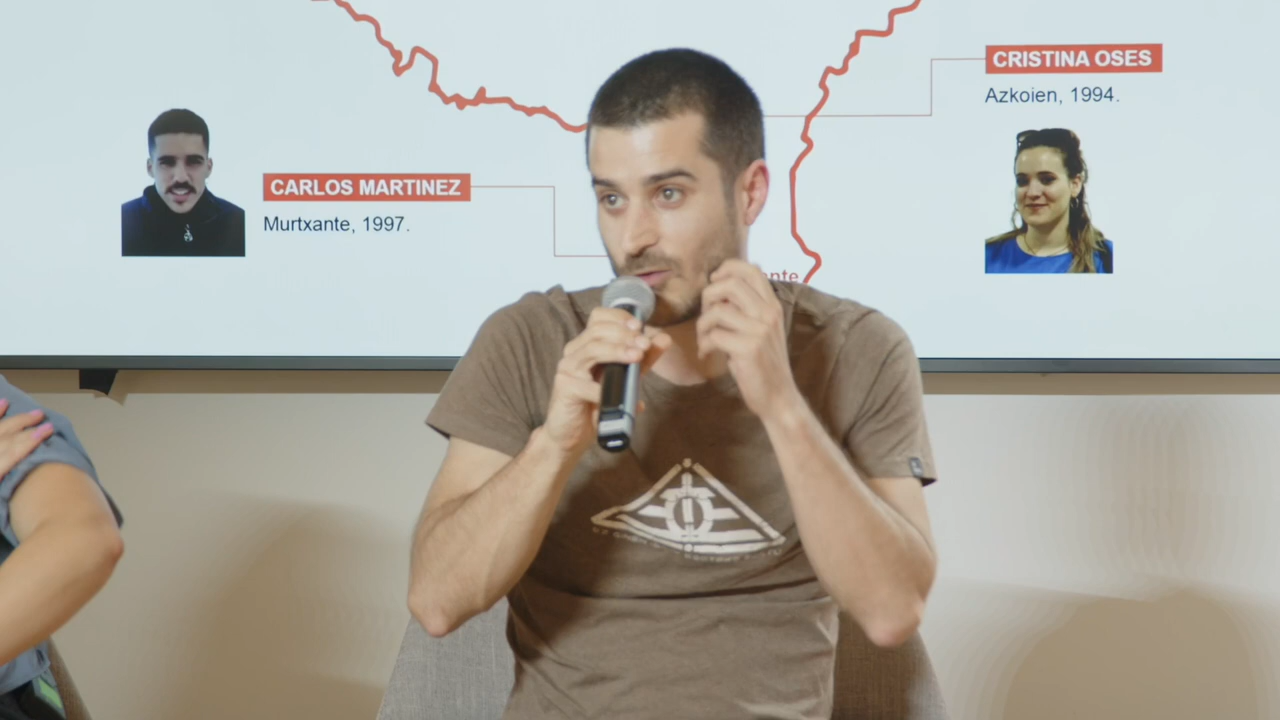 CRISTINA OSES
Azkoien, 1994.
CARLOS MARTINEZ
Murtxante, 1997.